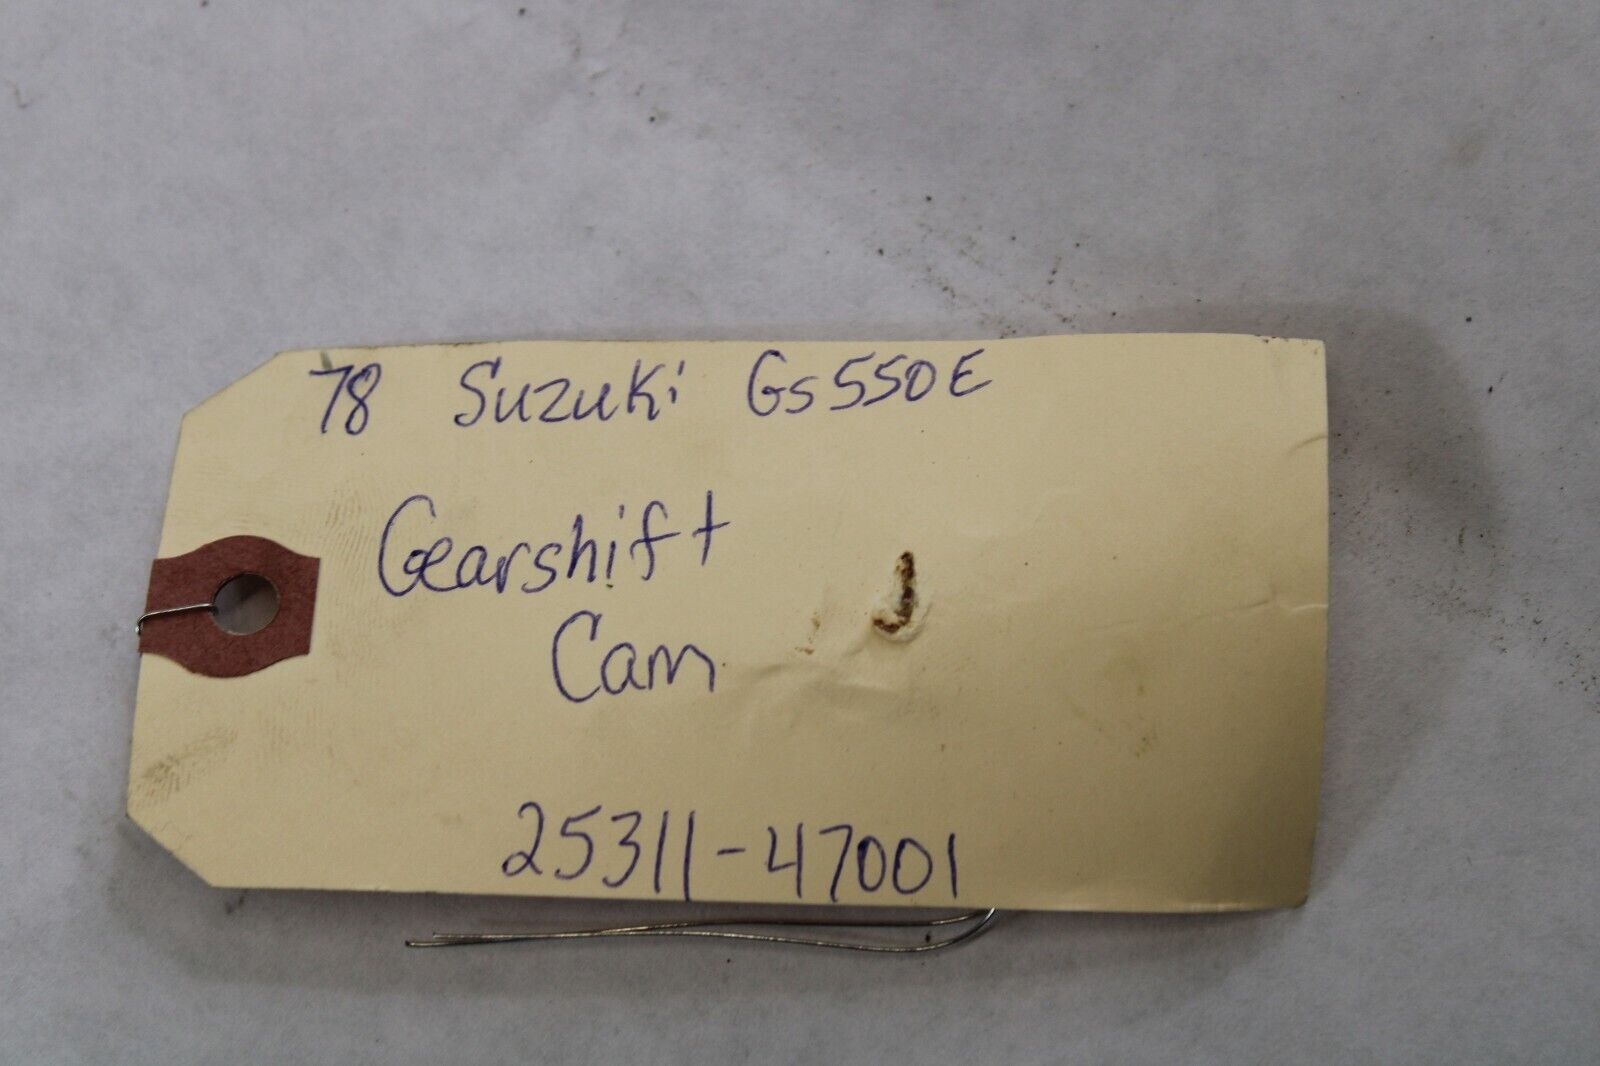 78 Suzuki GS550E
Gearshift
Cam
25311-47001